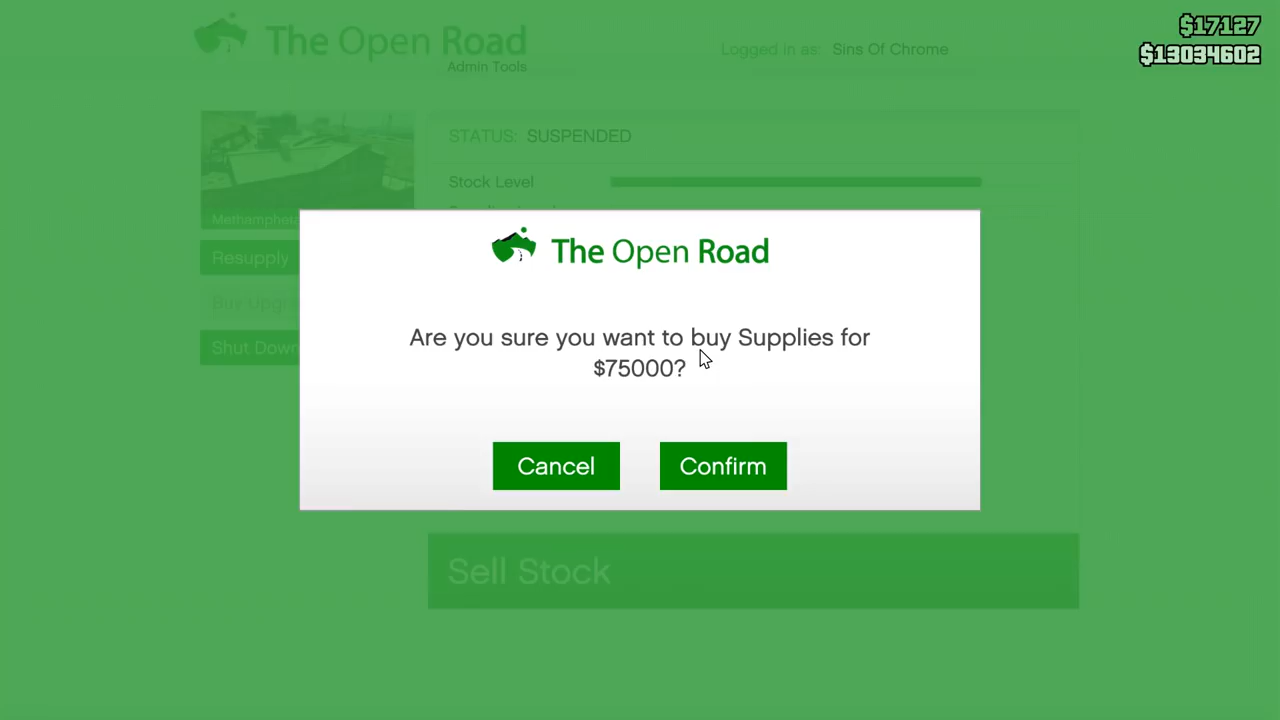 $17127
$13034602
The Open Road
Admin Tools
Logged in as: Sins Of Chrome
STATUS: SUSPENDED
Stock Level
Resupply
Shut Down
The Open Road
Are you sure you want to buy Supplies for
$75000?
Cancel
Confirm
Sell Stock